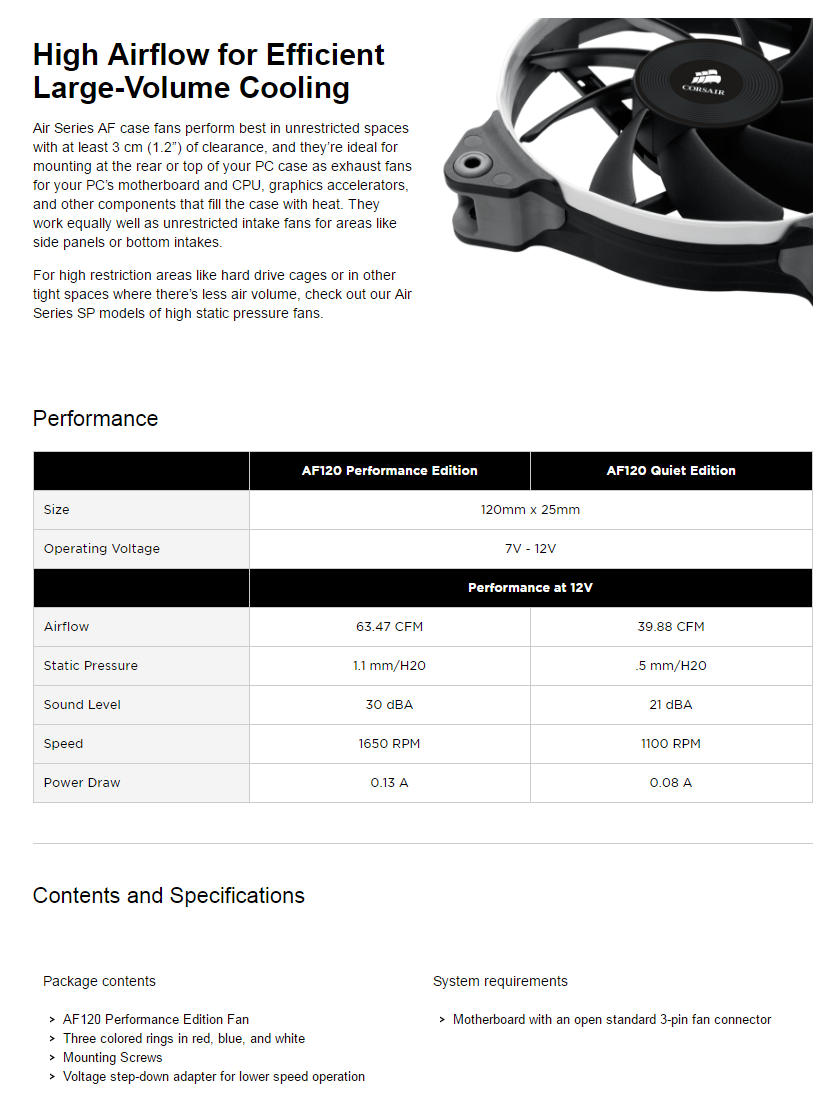 High Airflow for Efficient
Large-Volume Cooling
CORSAIR
Air Series AF case fans perform best in unrestricted spaces
with at least 3 cm (1.2”) of clearance, and they’re ideal for
mounting at the rear or top of your PC case as exhaust fans
for your PC’s motherboard and CPU, graphics accelerators,
and other components that fill the case with heat. They
work equally well as unrestricted intake fans for areas like
side panels or bottom intakes.
For high restriction areas like hard drive cages or in other
tight spaces where there’s less air volume, check out our Air
Series SP models of high static pressure fans.
Performance
AF120 Performance Edition AF120 Quiet Edition
Size 120mm x 25mm
Operating Voltage 7V - 12V
Performance at 12V
Airflow 63.47 CFM 39.88 CFM
Static Pressure 1.1 mm/H20 .5 mm/H20
Sound Level 30 dBA 21 dBA
Speed 1650 RPM 1100 RPM
Power Draw 0.13 A 0.08 A
Contents and Specifications
Package contents
> AF120 Performance Edition Fan
> Three colored rings in red, blue, and white
> Mounting Screws
> Voltage step-down adapter for lower speed operation
System requirements
> Motherboard with an open standard 3-pin fan connector